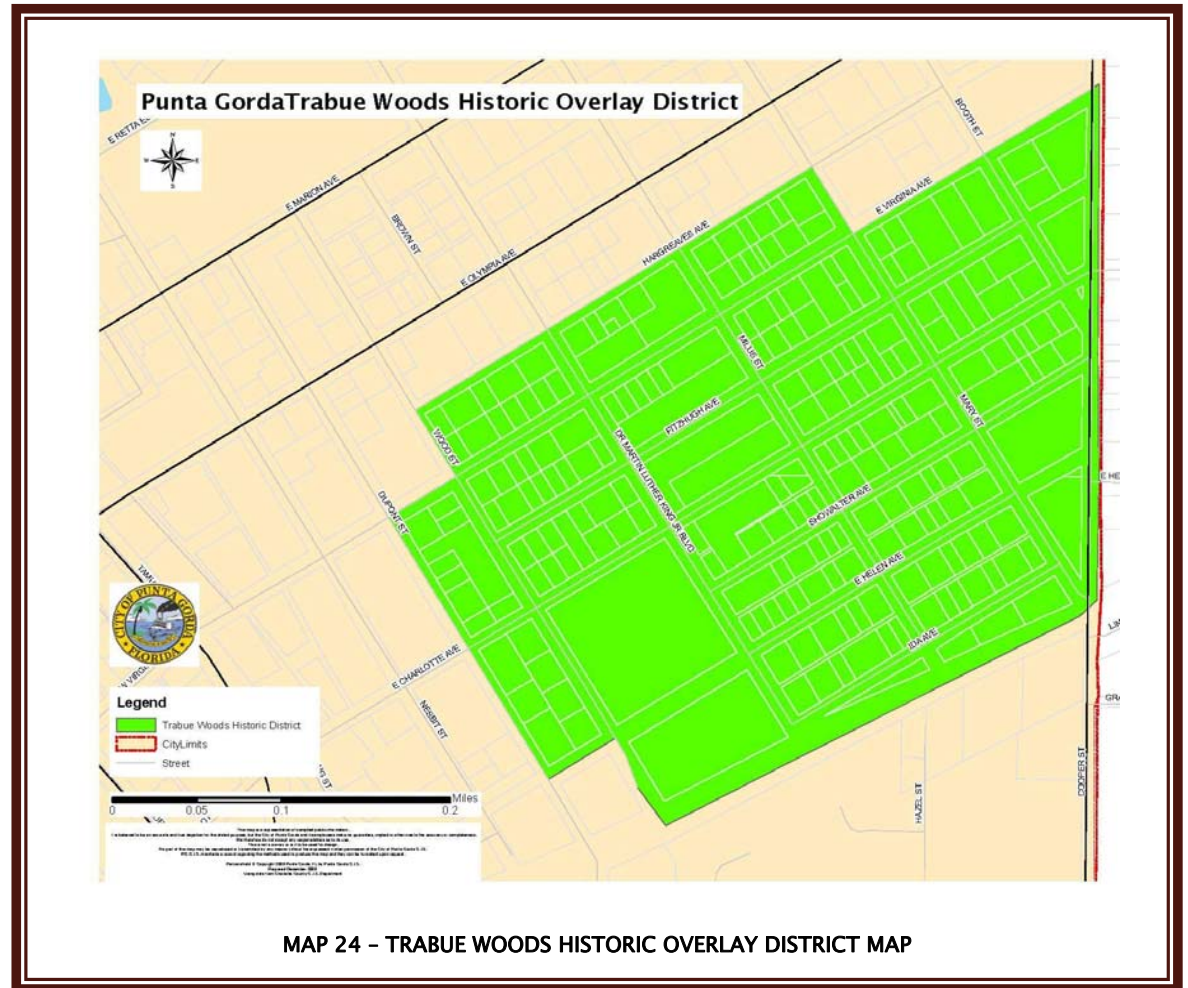 Punta GordaTrabue Woods Historic Overlay District
N
W
E
S
E RETTA
E MARION AVE
BROWN ST
E OLYMPIA AVE
HARGREAVES AVE
E VIRGINIA AVE
BOOTH ST
WOOD ST
DUPONT ST
MILUS ST
FITZHUGH AVE
DR MARTIN LUTHER KING JR BLVD
MARY ST
SHOWALTER AVE
E HELEN AVE
IDA AVE
E HE
E CHARLOTTE AVE
NESBIT ST
HAZEL ST
COOPER ST
GR
CITY OF PUNTA GORDA
FLORIDA
Legend
Trabue Woods Historic District
CityLimits
Street
Miles
0 0.05 0.1 0.2
MAP 24 – TRABUE WOODS HISTORIC OVERLAY DISTRICT MAP